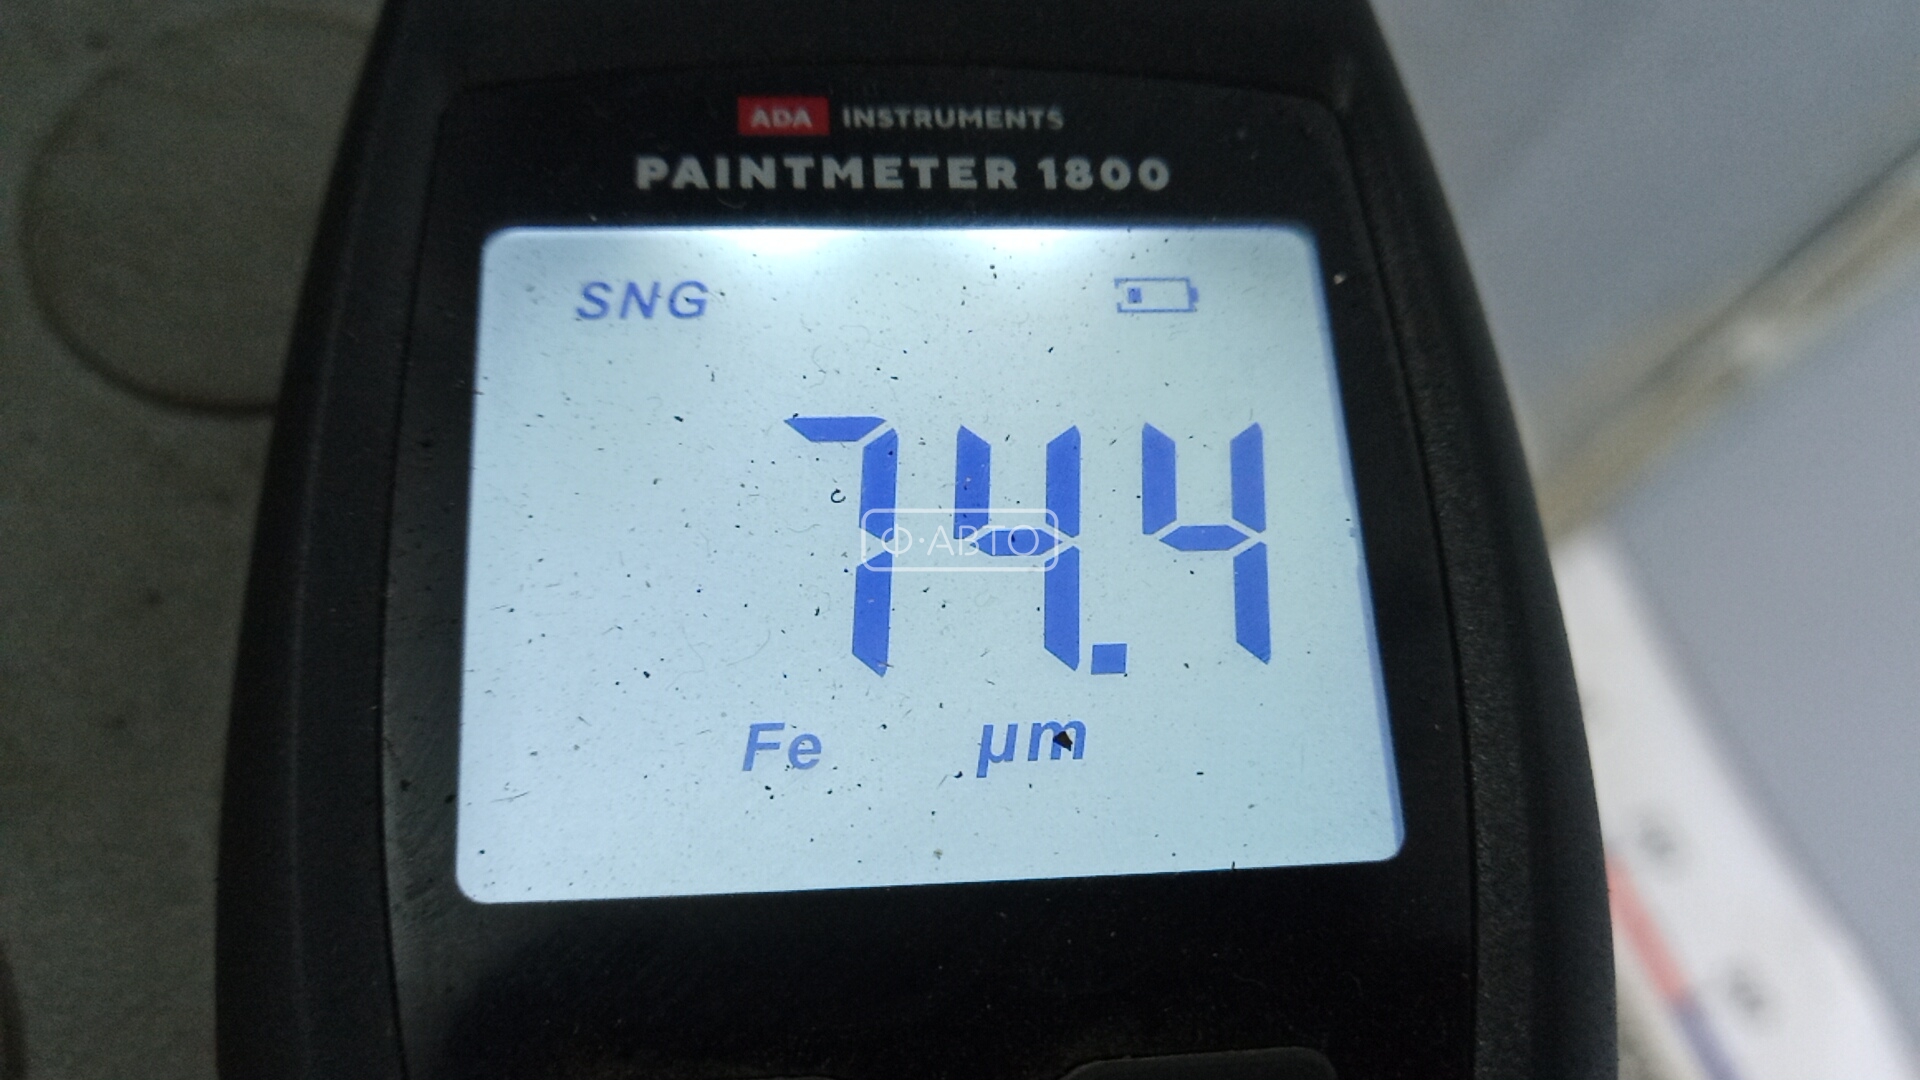 ADA INSTRUMENTS
PAINTMETER 1800
SNG
74.4
Ф·АВТО
Fe μm